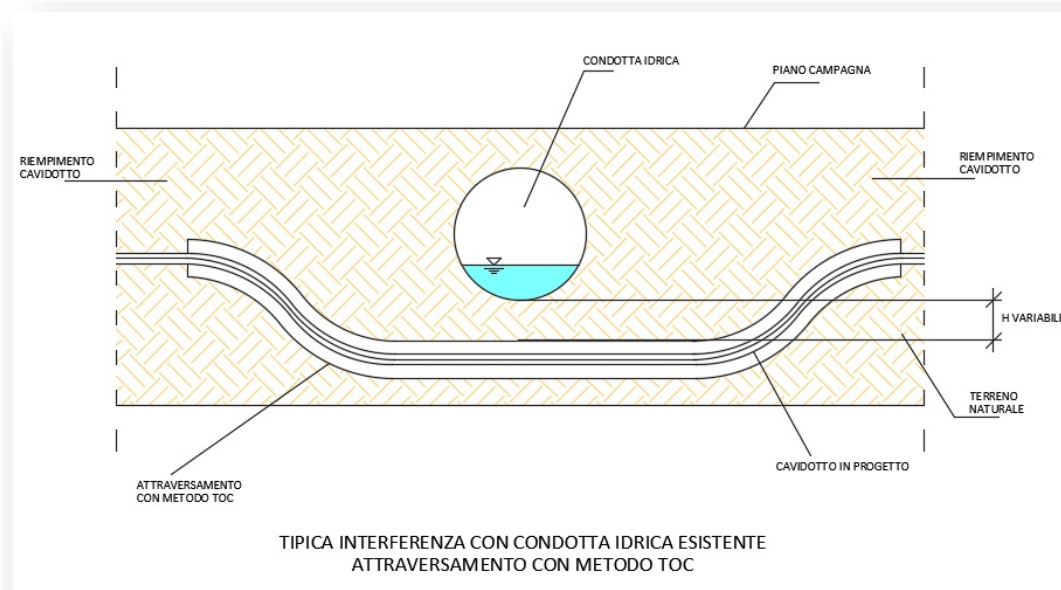 CONDOTTA IDRICA
PIANO CAMPAGNA
RIEMPIMENTO
CAVIDOTTO
RIEMPIMENTO
CAVIDOTTO
H VARIABILE
TERRENO
NATURALE
CAVIDOTTO IN PROGETTO
ATTRAVERSAMENTO
CON METODO TOC
TIPICA INTERFERENZA CON CONDOTTA IDRICA ESISTENTE
ATTRAVERSAMENTO CON METODO TOC